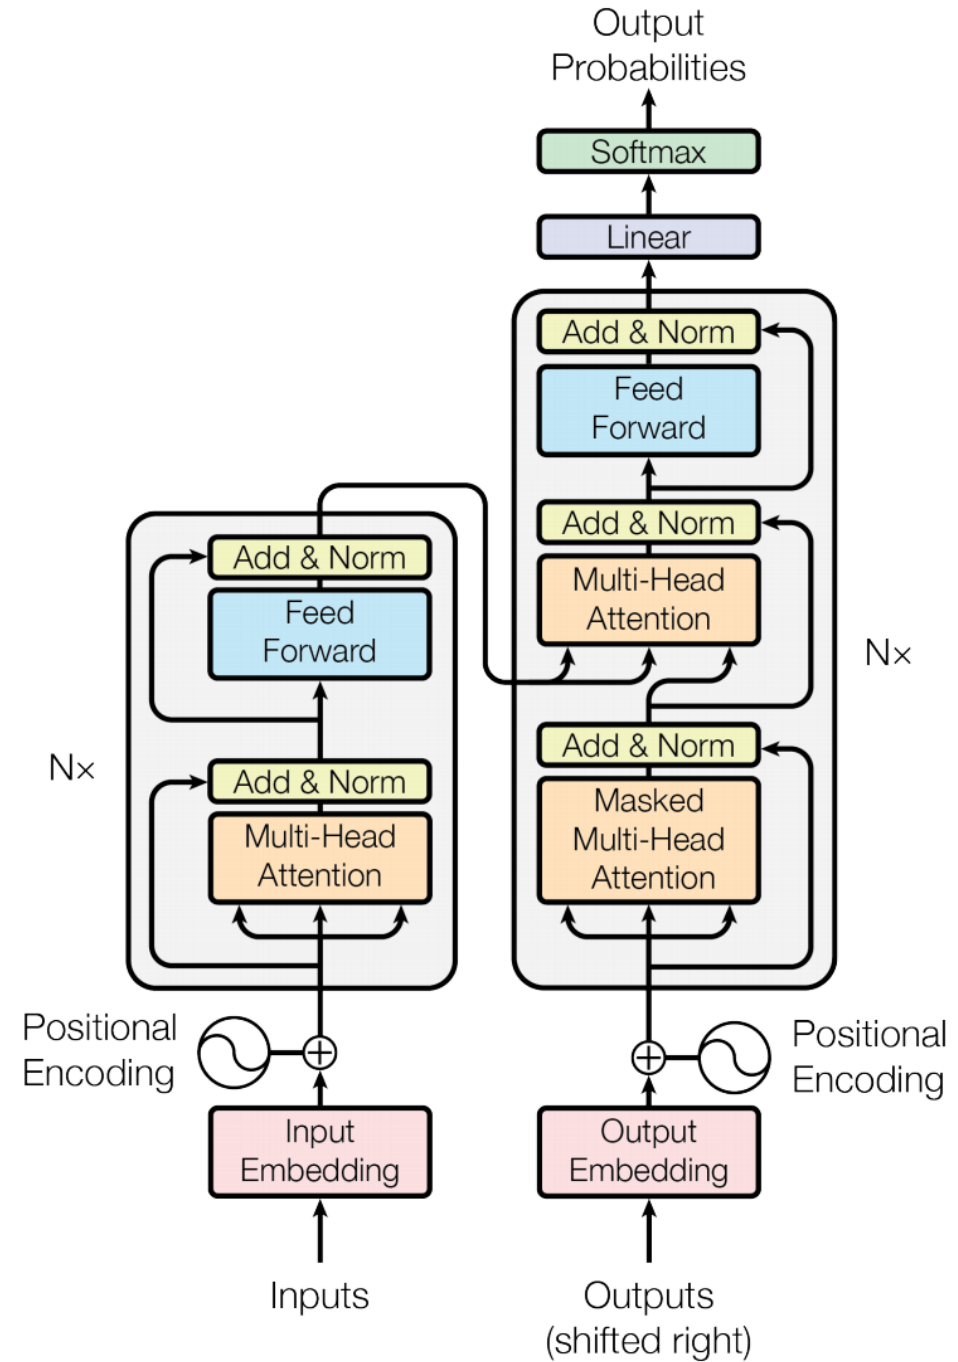 Output
Probabilities
Softmax
Linear
Add & Norm
Feed
Forward
Add & Norm
Multi-Head
Attention
Add & Norm
Masked
Multi-Head
Attention
N×
Add & Norm
Feed
Forward
Add & Norm
Multi-Head
Attention
N×
Positional
Encoding
Positional
Encoding
Input
Embedding
Output
Embedding
Inputs
Outputs
(shifted right)